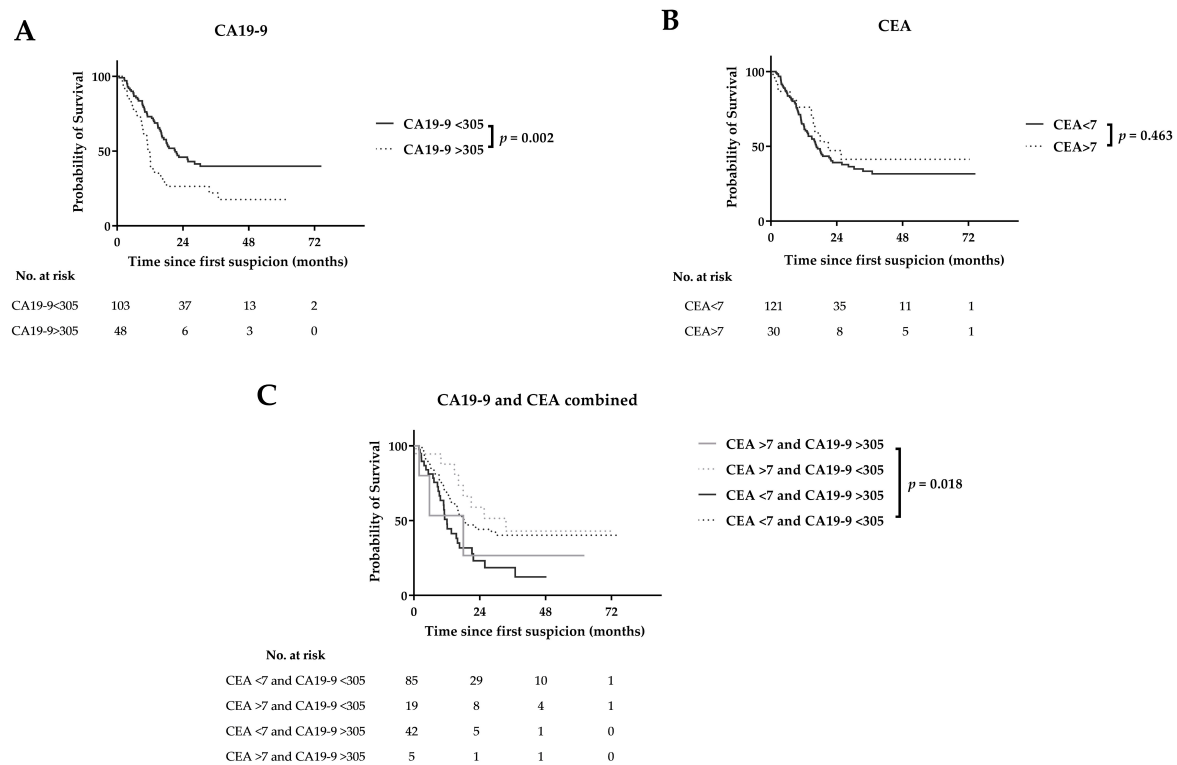 A
CA19-9
Probability of Survival
100
50
0
0 24 48 72
Time since first suspicion (months)
CA19-9 <305
CA19-9 >305
p = 0.002
No. at risk
CA19-9<305 103 37 13 2
CA19-9>305 48 6 3 0
B
CEA
Probability of Survival
100
50
0
0 24 48 72
Time since first suspicion (months)
CEA<7
CEA>7
p = 0.463
No. at risk
CEA<7 121 35 11 1
CEA>7 30 8 5 1
C
CA19-9 and CEA combined
Probability of Survival
100
50
0
0 24 48 72
Time since first suspicion (months)
CEA >7 and CA19-9 >305
CEA >7 and CA19-9 <305
CEA <7 and CA19-9 >305
CEA <7 and CA19-9 <305
p = 0.018
No. at risk
CEA <7 and CA19-9 <305 85 29 10 1
CEA >7 and CA19-9 <305 19 8 4 1
CEA <7 and CA19-9 >305 42 5 1 0
CEA >7 and CA19-9 >305 5 1 1 0